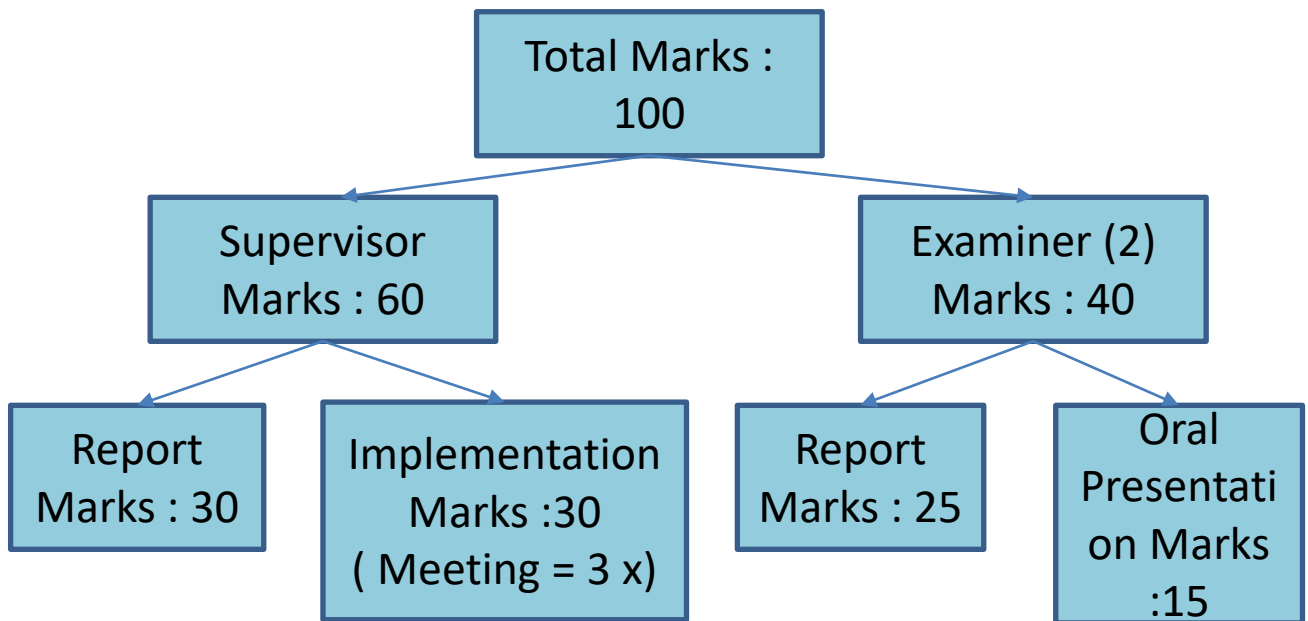 Total Marks :
100
Supervisor
Marks : 60
Examiner (2)
Marks : 40
Report
Marks : 30
Implementation
Marks :30
( Meeting = 3 x)
Report
Marks : 25
Oral
Presentati
on Marks
:15